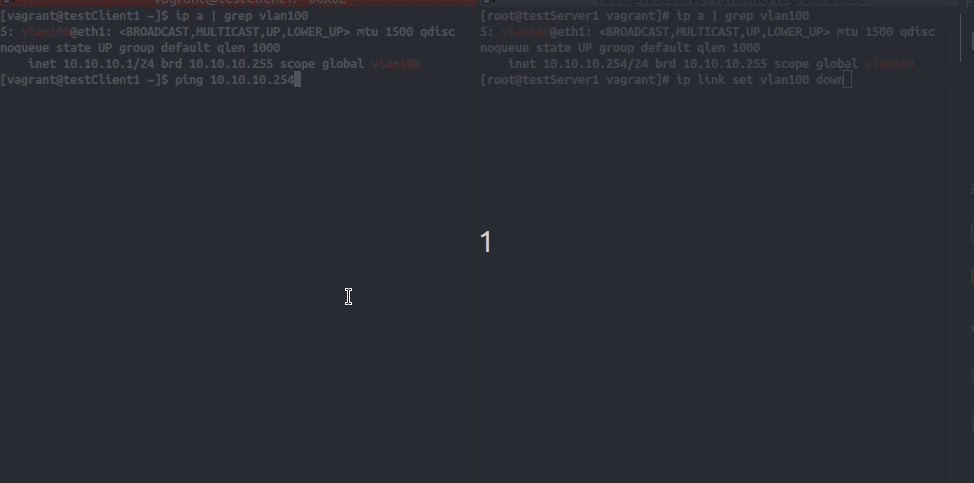 [vagrant@testClient1 ~]$ ip a | grep vlan100
5: vlan100@eth1: <BROADCAST,MULTICAST,UP,LOWER_UP> mtu 1500 qdisc
noqueue state UP group default qlen 1000
    inet 10.10.10.1/24 brd 10.10.10.255 scope global vlan100
[vagrant@testClient1 ~]$ ping 10.10.10.254
[root@testServer1 vagrant]# ip a | grep vlan100
5: vlan100@eth1: <BROADCAST,MULTICAST,UP,LOWER_UP> mtu 1500 qdisc
noqueue state UP group default qlen 1000
    inet 10.10.10.254/24 brd 10.10.10.255 scope global vlan100
[root@testServer1 vagrant]# ip link set vlan100 down
1